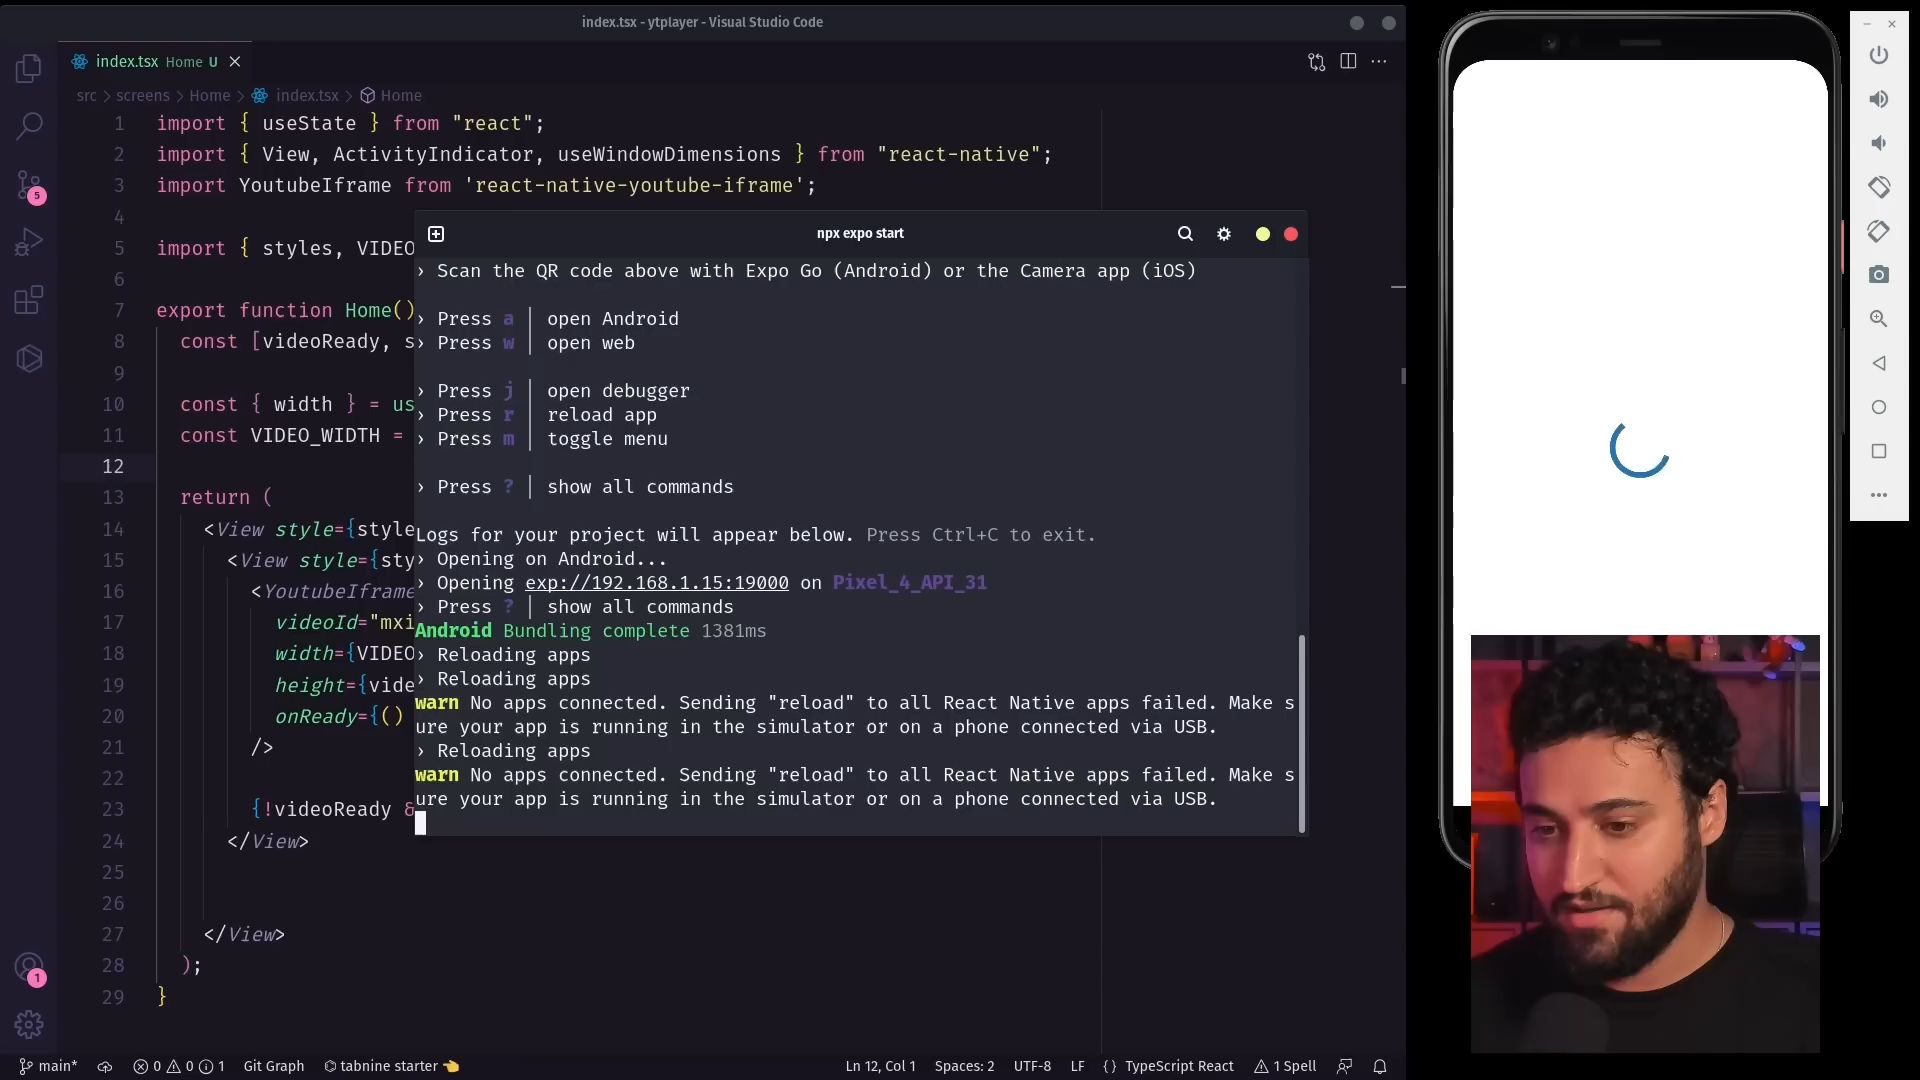 index.tsx - ytplayer - Visual Studio Code
index.tsx Home U
src > screens > Home > index.tsx > Home
1 import { useState } from "react";
2 import { View, ActivityIndicator, useWindowDimensions } from "react-native";
3 import YoutubeIframe from 'react-native-youtube-iframe';
4
5 import { styles, VIDEO
6
7 export function Home()
8 const [videoReady, s
9
10 const { width } = us
11 const VIDEO_WIDTH =
12
13 return (
14 <View style={style
15 <View style={sty
16 <YoutubeIframe
17 videoId="mxi
18 width={VIDEO
19 height={vide
20 onReady={()
21 />
22
23 {!videoReady &
24 </View>
25
26
27 </View>
28 );
29 }
npx expo start
› Scan the QR code above with Expo Go (Android) or the Camera app (iOS)
› Press a │ open Android
› Press w │ open web
› Press j │ open debugger
› Press r │ reload app
› Press m │ toggle menu
› Press ? │ show all commands
Logs for your project will appear below. Press Ctrl+C to exit.
› Opening on Android...
› Opening exp://192.168.1.15:19000 on Pixel_4_API_31
› Press ? │ show all commands
Android Bundling complete 1381ms
› Reloading apps
› Reloading apps
warn No apps connected. Sending "reload" to all React Native apps failed. Make s
ure your app is running in the simulator or on a phone connected via USB.
› Reloading apps
warn No apps connected. Sending "reload" to all React Native apps failed. Make s
ure your app is running in the simulator or on a phone connected via USB.
5
1
main* 0 0 1 Git Graph tabnine starter Ln 12, Col 1 Spaces: 2 UTF-8 LF {} TypeScript React 1 Spell